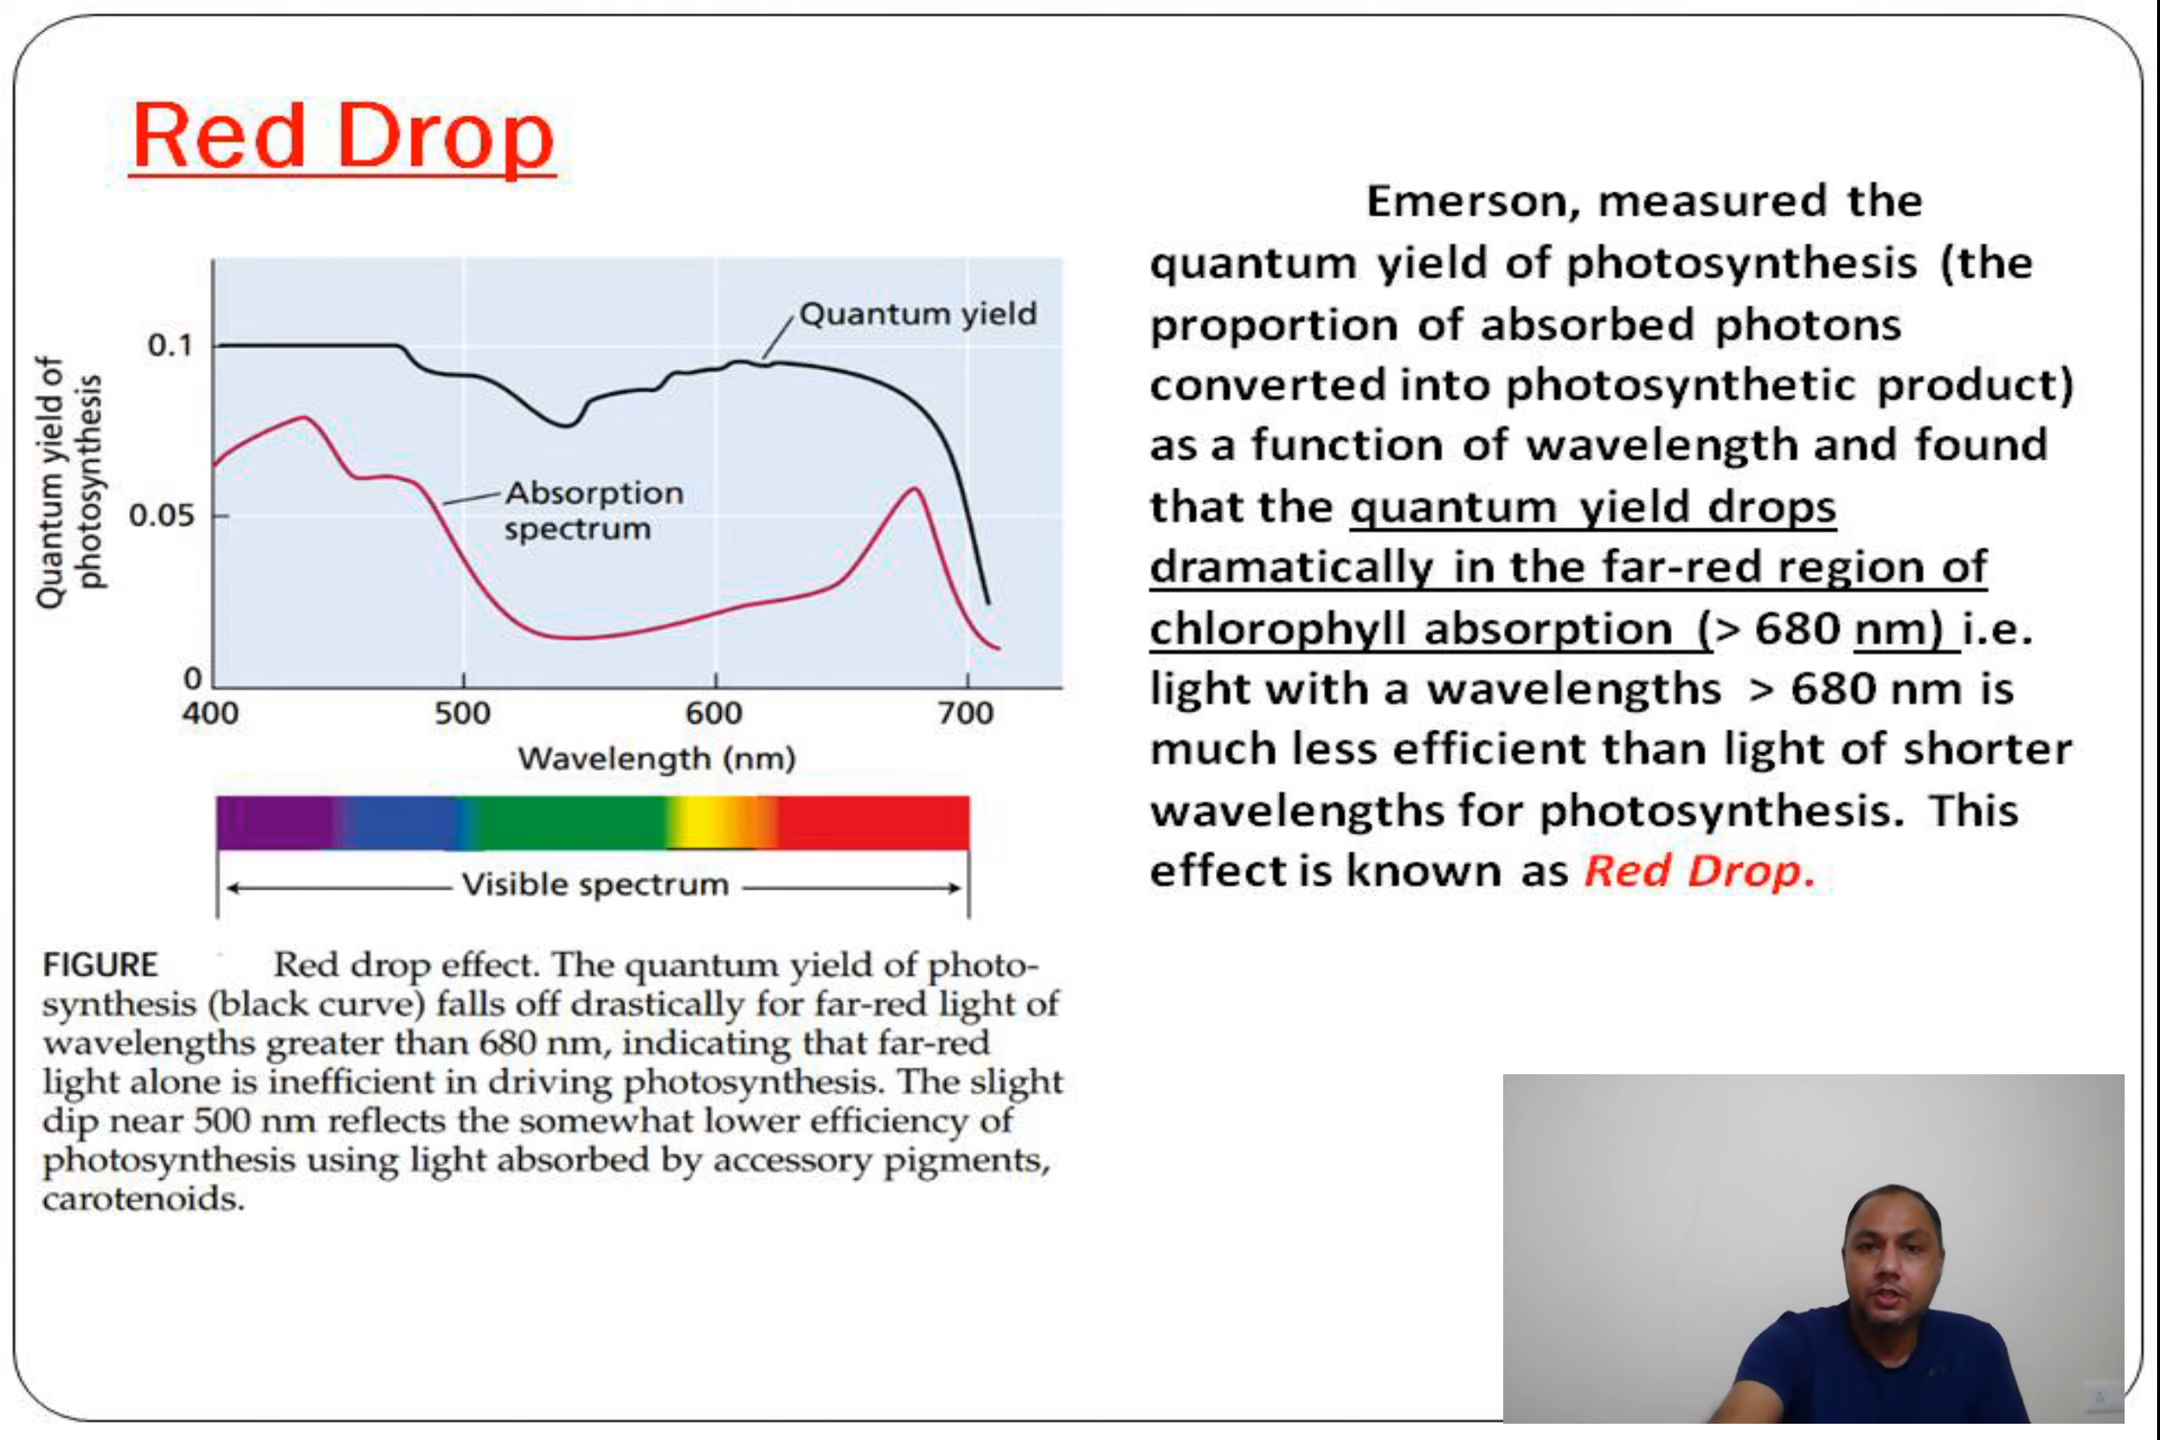 Red Drop
Quantum yield of
photosynthesis
0.1
0.05
0
Quantum yield
Absorption
spectrum
400 500 600 700
Wavelength (nm)
Visible spectrum
FIGURE Red drop effect. The quantum yield of photo-
synthesis (black curve) falls off drastically for far-red light of
wavelengths greater than 680 nm, indicating that far-red
light alone is inefficient in driving photosynthesis. The slight
dip near 500 nm reflects the somewhat lower efficiency of
photosynthesis using light absorbed by accessory pigments,
carotenoids.
Emerson, measured the
quantum yield of photosynthesis (the
proportion of absorbed photons
converted into photosynthetic product)
as a function of wavelength and found
that the quantum yield drops
dramatically in the far-red region of
chlorophyll absorption (> 680 nm) i.e.
light with a wavelengths > 680 nm is
much less efficient than light of shorter
wavelengths for photosynthesis. This
effect is known as Red Drop.